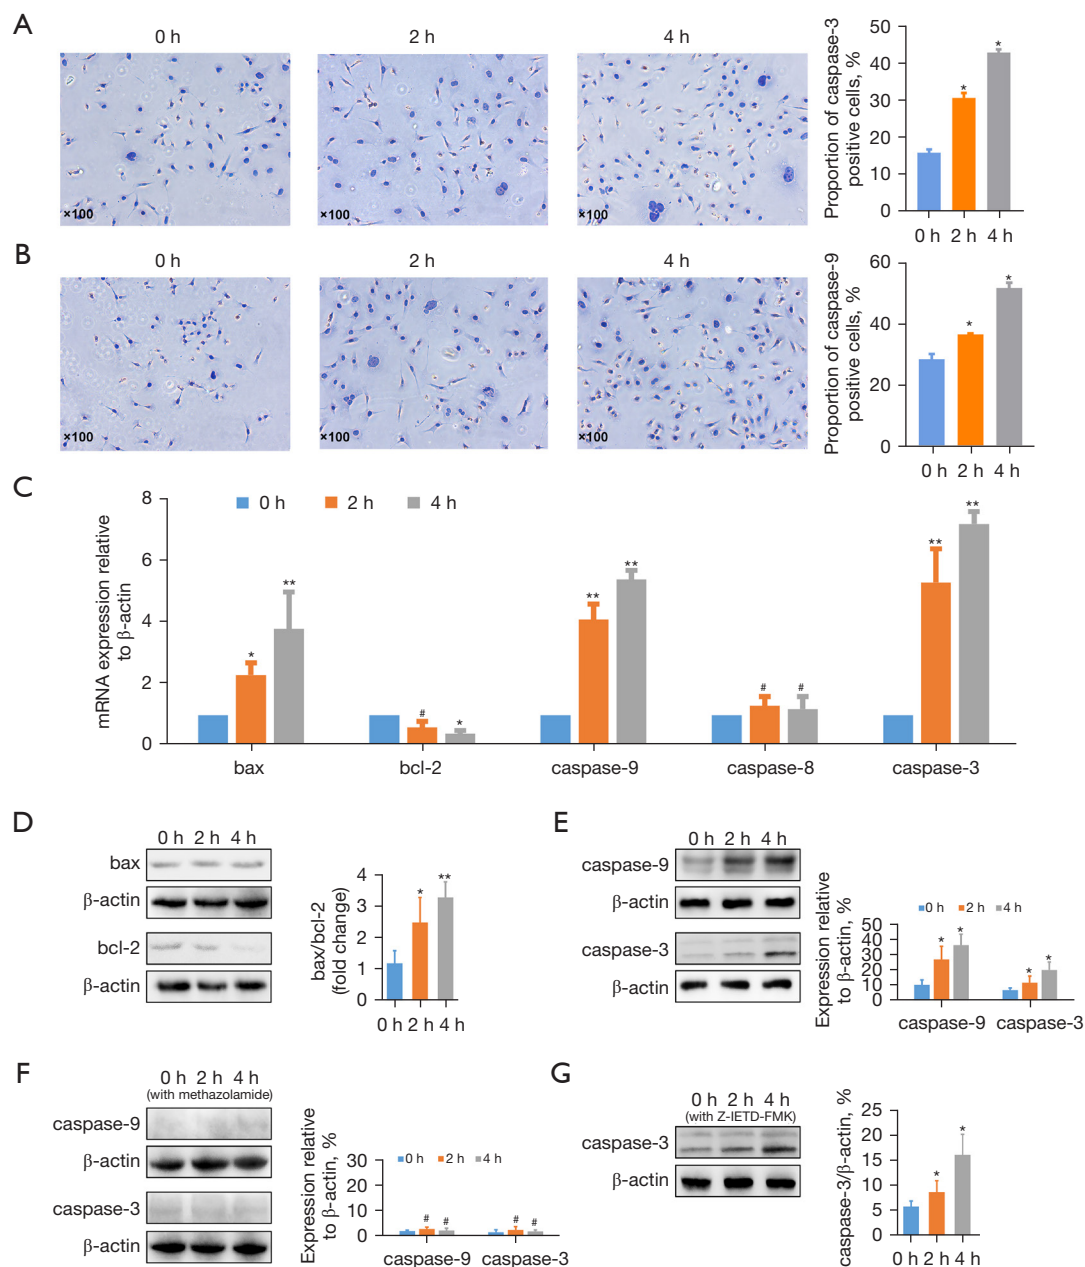 A
0 h
2 h
4 h
×100
×100
×100
Proportion of caspase-3
positive cells, %
50
40
30
20
10
0
*
*
0 h 2 h 4 h
B
0 h
2 h
4 h
×100
×100
×100
Proportion of caspase-9
positive cells, %
60
40
20
0
*
*
0 h 2 h 4 h
C
mRNA expression relative
to β-actin
8
6
4
2
0
0 h 2 h 4 h
*
**
#
*
**
**
#
#
**
**
bax bcl-2 caspase-9 caspase-8 caspase-3
D
0 h 2 h 4 h
bax
β-actin
bcl-2
β-actin
bax/bcl-2
(fold change)
4
3
2
1
0
*
**
0 h 2 h 4 h
E
0 h 2 h 4 h
caspase-9
β-actin
caspase-3
β-actin
Expression relative
to β-actin, %
0 h 2 h 4 h
50
40
30
20
10
0
*
*
*
*
caspase-9 caspase-3
F
0 h 2 h 4 h
(with methazolamide)
caspase-9
β-actin
caspase-3
β-actin
Expression relative
to β-actin, %
30
20
10
0
0 h 2 h 4 h
#
#
#
#
caspase-9 caspase-3
G
0 h 2 h 4 h
(with Z-IETD-FMK)
caspase-3
β-actin
caspase-3/β-actin, %
25
20
15
10
5
0
*
*
0 h 2 h 4 h